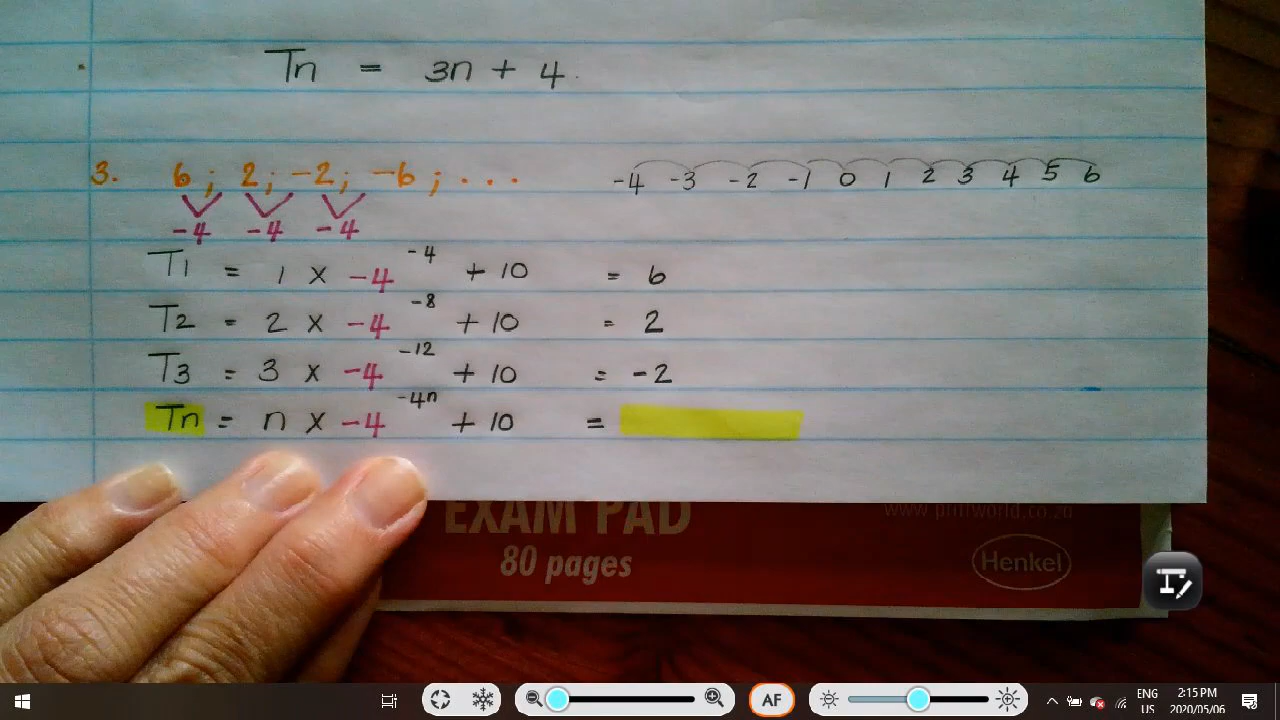 Tn = 3n + 4
3. 6 ; 2 ; -2 ; -6 ; . . .
-4 -3 -2 -1 0 1 2 3 4 5 6
-4 -4 -4
-4
T1 = 1 x -4 + 10 = 6
-8
T2 = 2 x -4 + 10 = 2
-12
T3 = 3 x -4 + 10 = -2
-4n
Tn = n x -4 + 10 =
EXAM PAD
80 pages
Henkel
AF
ENG
US
2:15 PM
2020/05/06